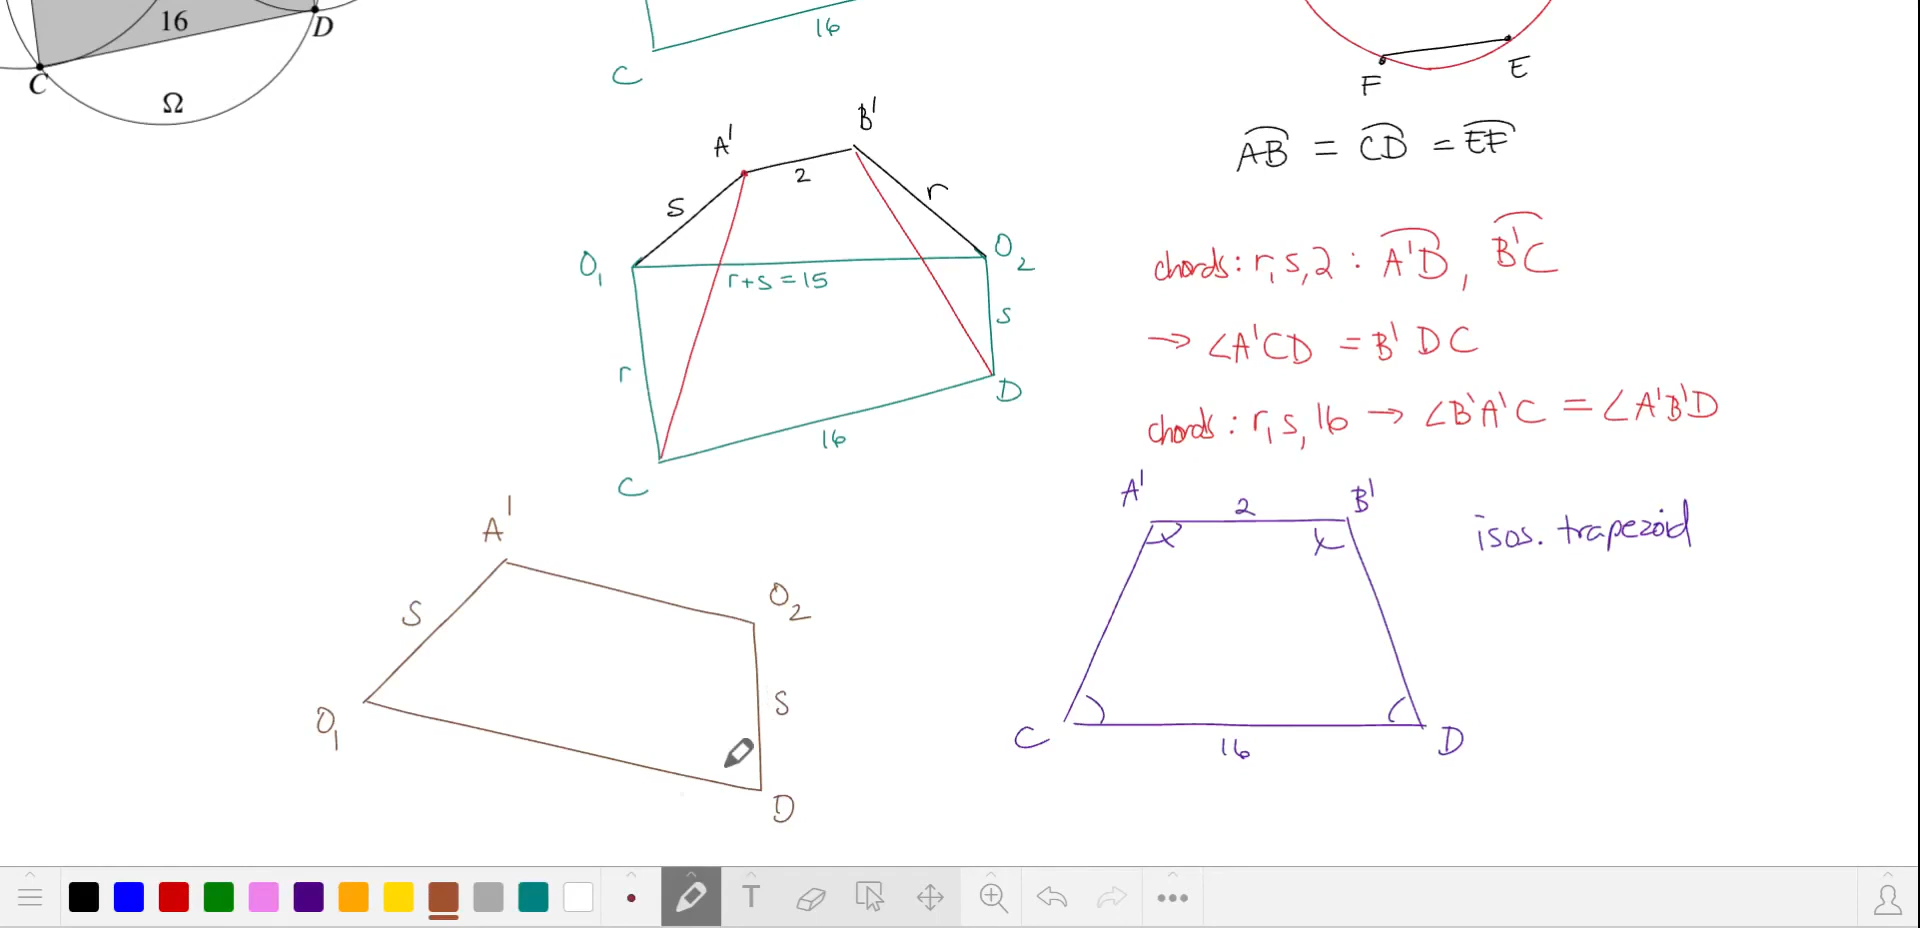 16
D
C
Ω
16
C
F
E
A'
B'
2
s
r
O₁
O₂
r+s=15
r
s
16
C
D
AB = CD = EF
chords: r, s, 2 : A'D, B'C
→ ∠A'CD = B'DC
chords: r, s, 16 → ∠B'A'C = ∠A'B'D
A'
2
B'
isos. trapezoid
x
x
C
16
D
A'
s
O₂
O₁
s
D
T